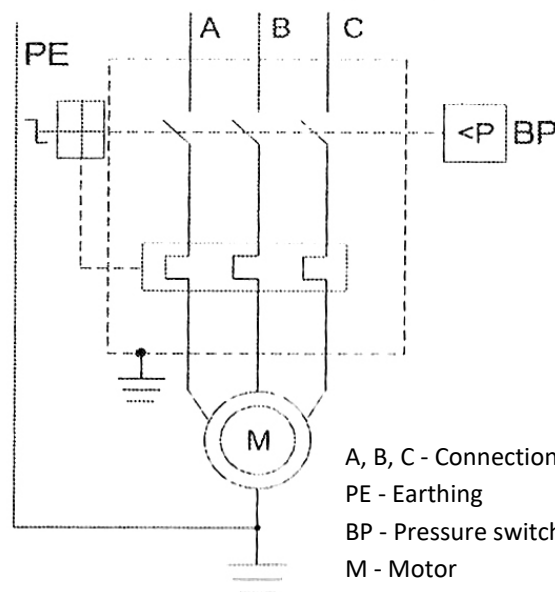 A B C
PE
<P BP
M
A, B, C - Connection
PE - Earthing
BP - Pressure switch
M - Motor